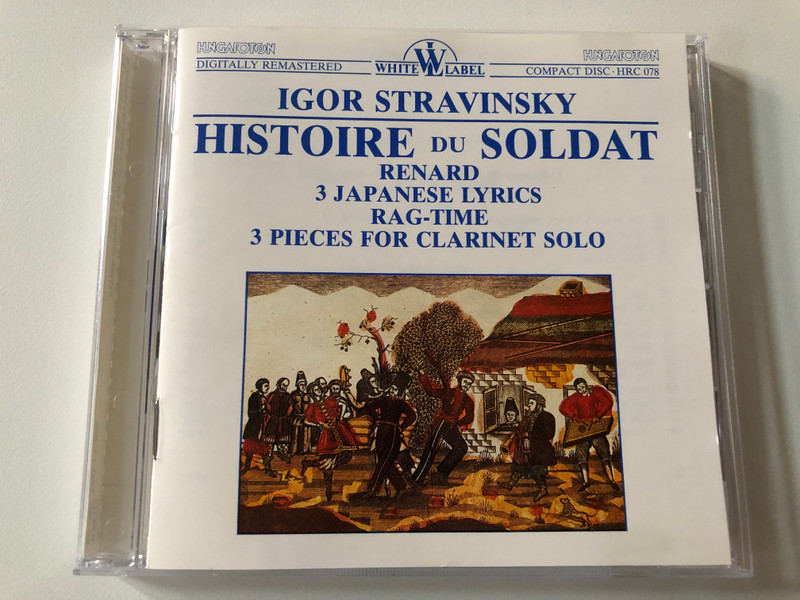 HUNGAROTON
HUNGAROTON
DIGITALLY REMASTERED
WHITE WL LABEL
COMPACT DISC · HRC 078
IGOR STRAVINSKY
HISTOIRE DU SOLDAT
RENARD
3 JAPANESE LYRICS
RAG-TIME
3 PIECES FOR CLARINET SOLO